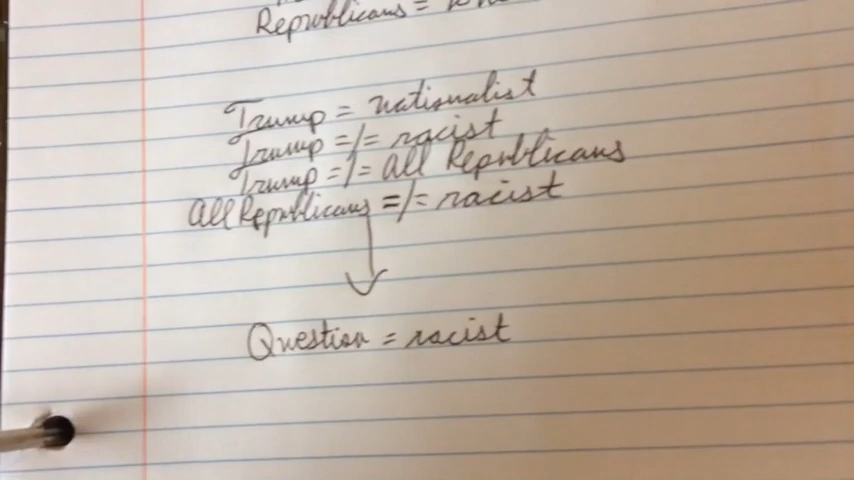 Republicans =
Trump = nationalist
Trump =/= racist
Trump =/= All Republicans
All Republicans =/= racist
Question = racist